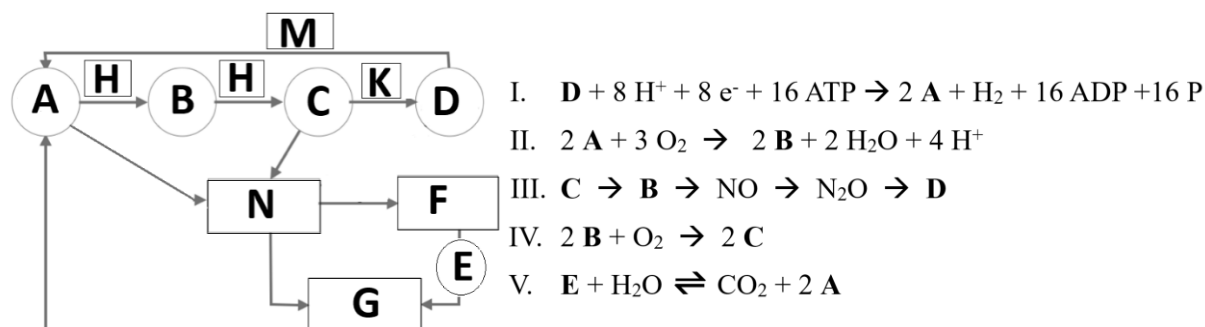 M
H H K
A B C D
N F
E
G
I. D + 8 H⁺ + 8 e⁻ + 16 ATP → 2 A + H₂ + 16 ADP +16 P
II. 2 A + 3 O₂ → 2 B + 2 H₂O + 4 H⁺
III. C → B → NO → N₂O → D
IV. 2 B + O₂ → 2 C
V. E + H₂O ⇌ CO₂ + 2 A